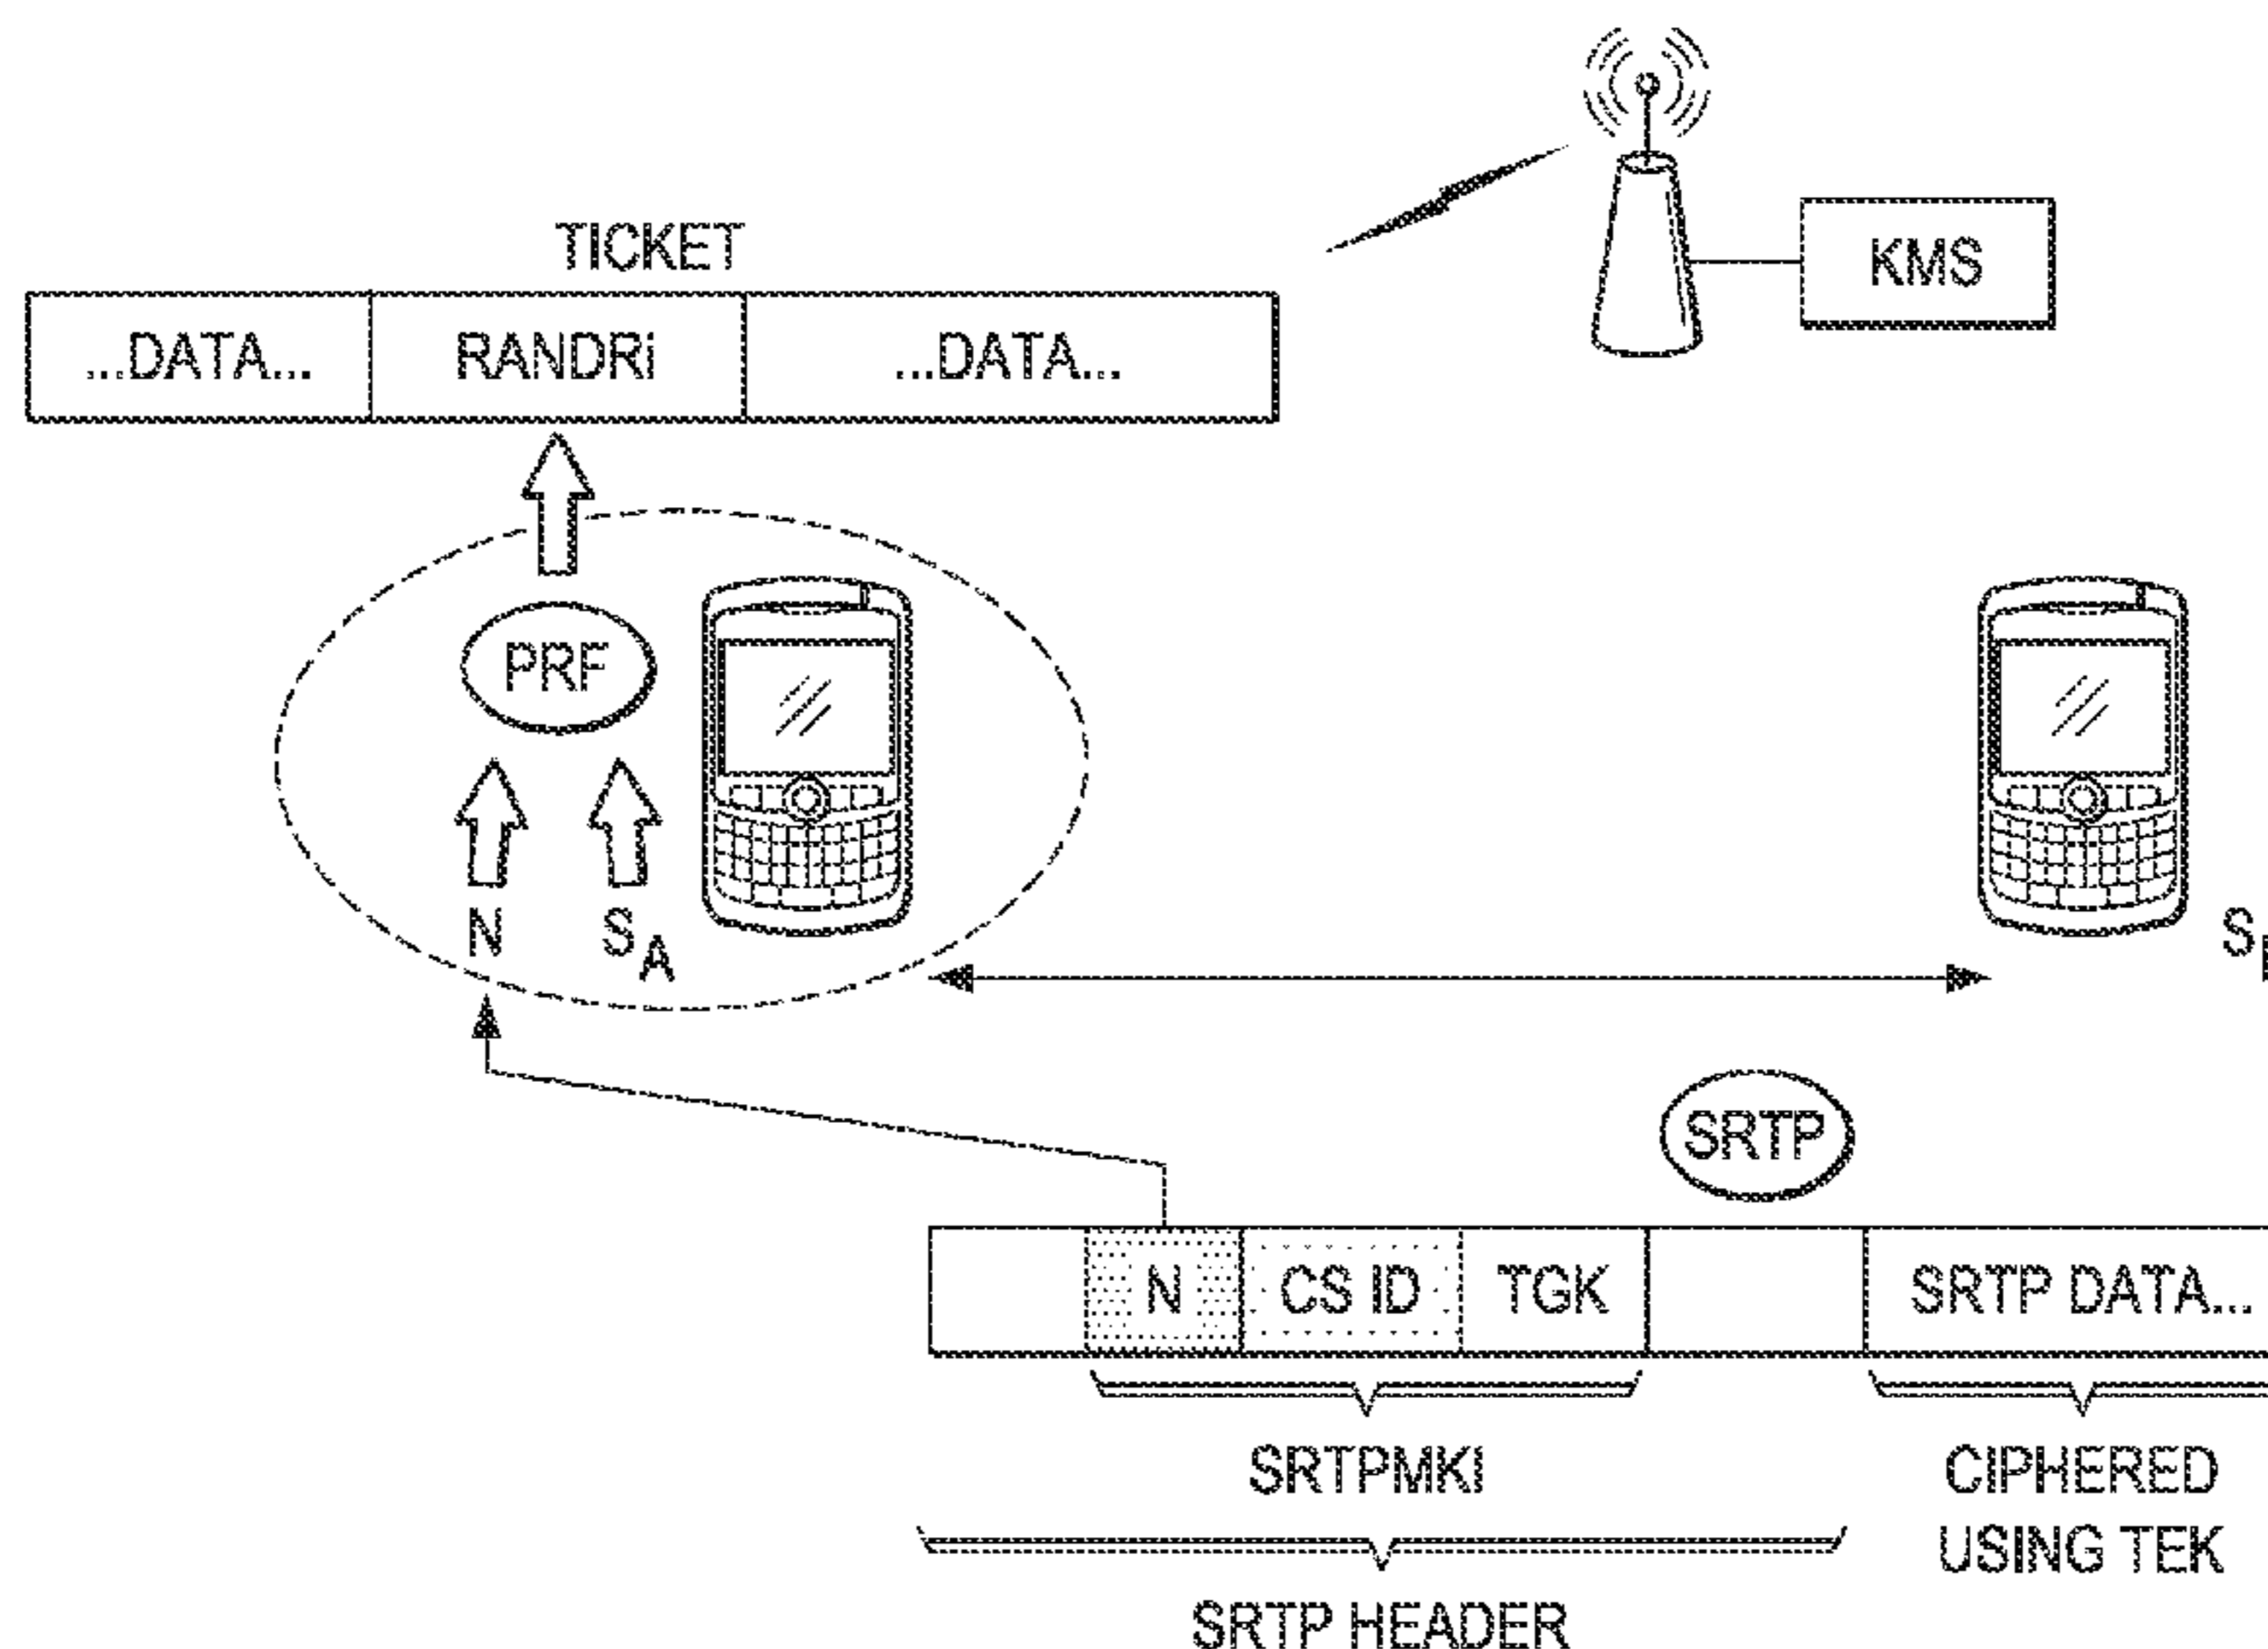 TICKET
KMS
...DATA... RANDRi ...DATA...
PRF
N SA
S
SRTP
N CS ID TGK SRTP DATA...
SRTPMKI
CIPHERED
USING TEK
SRTP HEADER